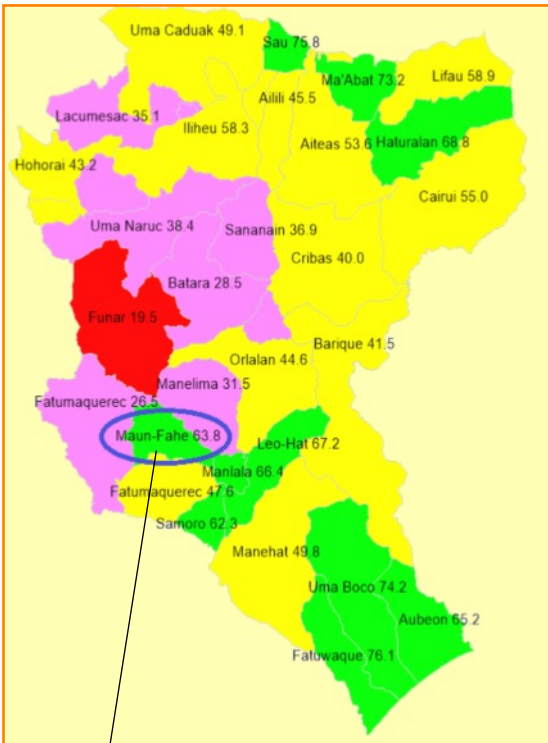 Uma Caduak 49.1
Sau 75.8
Ma'Abat 73.2
Lifau 58.9
Ailili 45.5
Lacumesac 35.1
Iliheu 58.3
Aiteas 53.6
Haturalan 68.8
Hohorai 43.2
Cairui 55.0
Uma Naruc 38.4
Sananain 36.9
Cribas 40.0
Batara 28.5
Funar 19.5
Barique 41.5
Orlalan 44.6
Manelima 31.5
Fatumaquerec 26.5
Maun-Fahe 63.8
Leo-Hat 67.2
Manlala 66.4
Fatumaquerec 47.6
Samoro 62.3
Manehat 49.8
Uma Boco 74.2
Aubeon 65.2
Fatuwaque 76.1